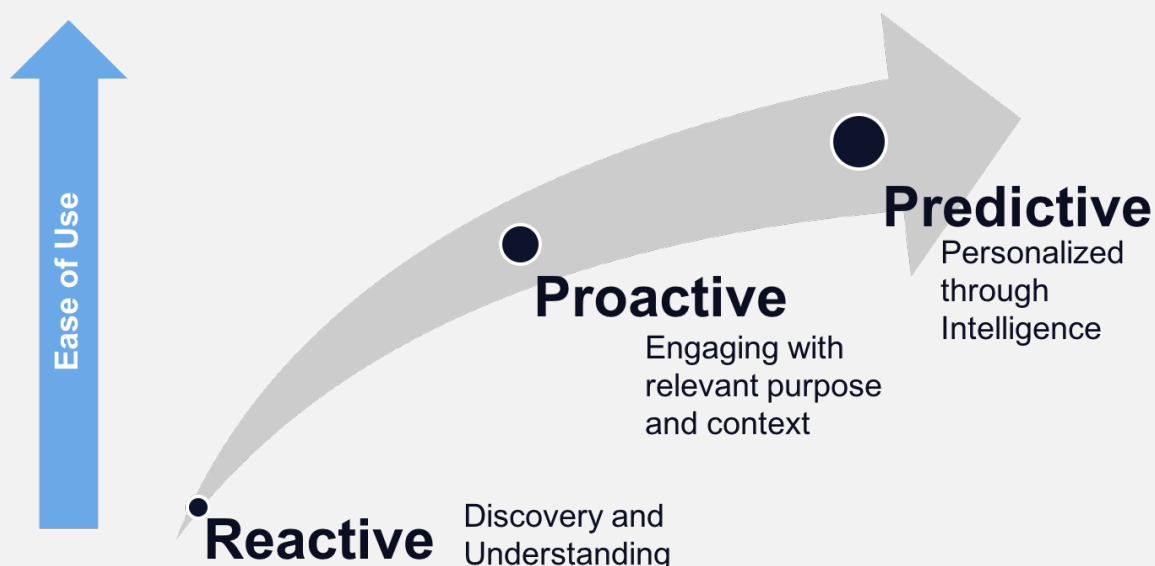 Ease of Use
Predictive
Personalized
through
Intelligence
Proactive
Engaging with
relevant purpose
and context
Reactive
Discovery and
Understanding